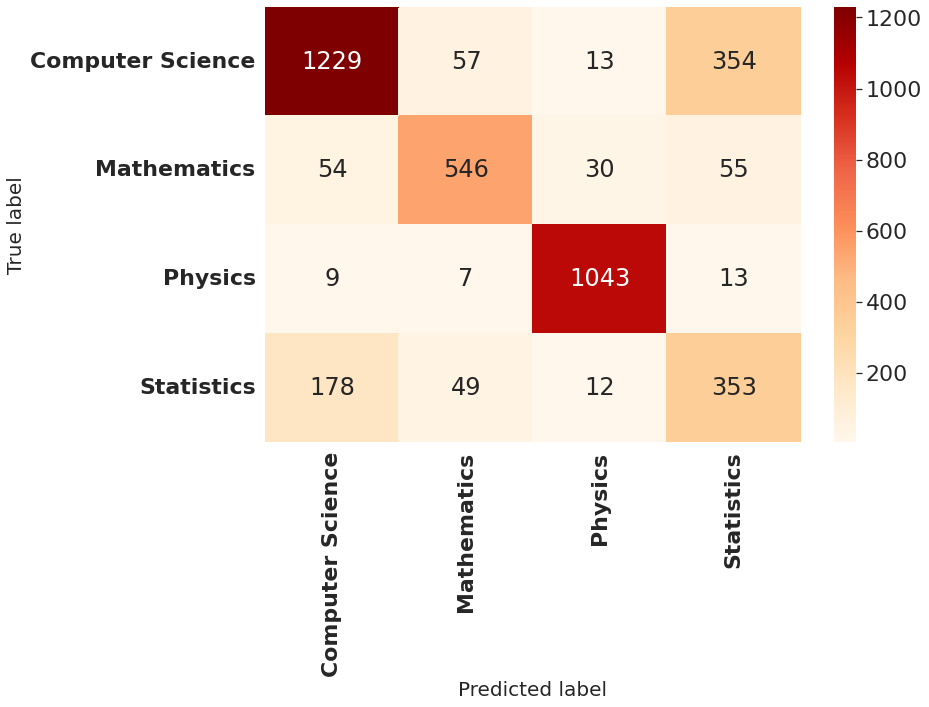 Computer Science 1229 57 13 354
Mathematics 54 546 30 55
Physics 9 7 1043 13
Statistics 178 49 12 353
True label
Computer Science
Mathematics
Physics
Statistics
Predicted label
1200
1000
800
600
400
200